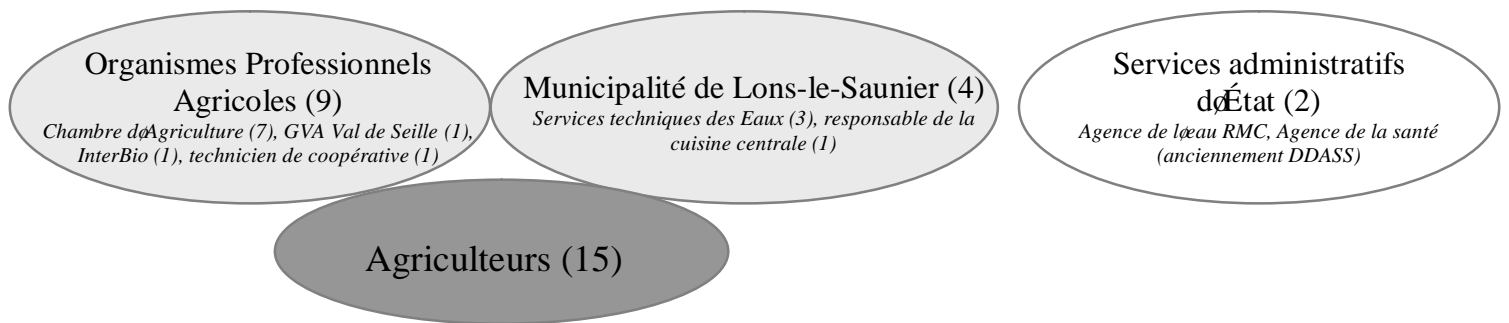 Organismes Professionnels
Agricoles (9)
Chambre døAgriculture (7), GVA Val de Seille (1),
InterBio (1), technicien de coopérative (1)
Municipalité de Lons-le-Saunier (4)
Services techniques des Eaux (3), responsable de la
cuisine centrale (1)
Services administratifs
døÉtat (2)
Agence de løeau RMC, Agence de la santé
(anciennement DDASS)
Agriculteurs (15)